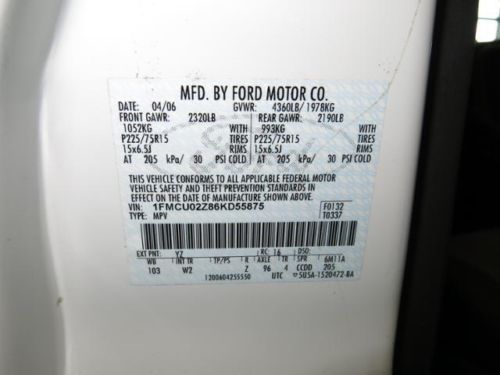 MFD. BY FORD MOTOR CO.
DATE: 04/06 GVWR: 4360LB/ 1978KG
FRONT GAWR: 2320LB REAR GAWR: 2190LB
1052KG WITH 993KG WITH
P225/75R15 TIRES P225/75R15 TIRES
15x6.5J RIMS 15x6.5J RIMS
AT 205 kPa/ 30 PSI COLD AT 205 kPa/ 30 PSI COLD
THIS VEHICLE CONFORMS TO ALL APPLICABLE FEDERAL MOTOR
VEHICLE SAFETY AND THEFT PREVENTION STANDARDS IN
EFFECT ON THE DATE OF MANUFACTURE SHOWN ABOVE.
VIN: 1FMCU02Z86KD55875 F0132
TYPE: MPV T0337
EXT PNT: YZ RC: 16 DSO:
WB INT TR TP/PS R AXLE TR SPR 6M11A
103 W2 Z 96 4 CCDD 205
1200604255550 UTC 5U5A-1520472-BA